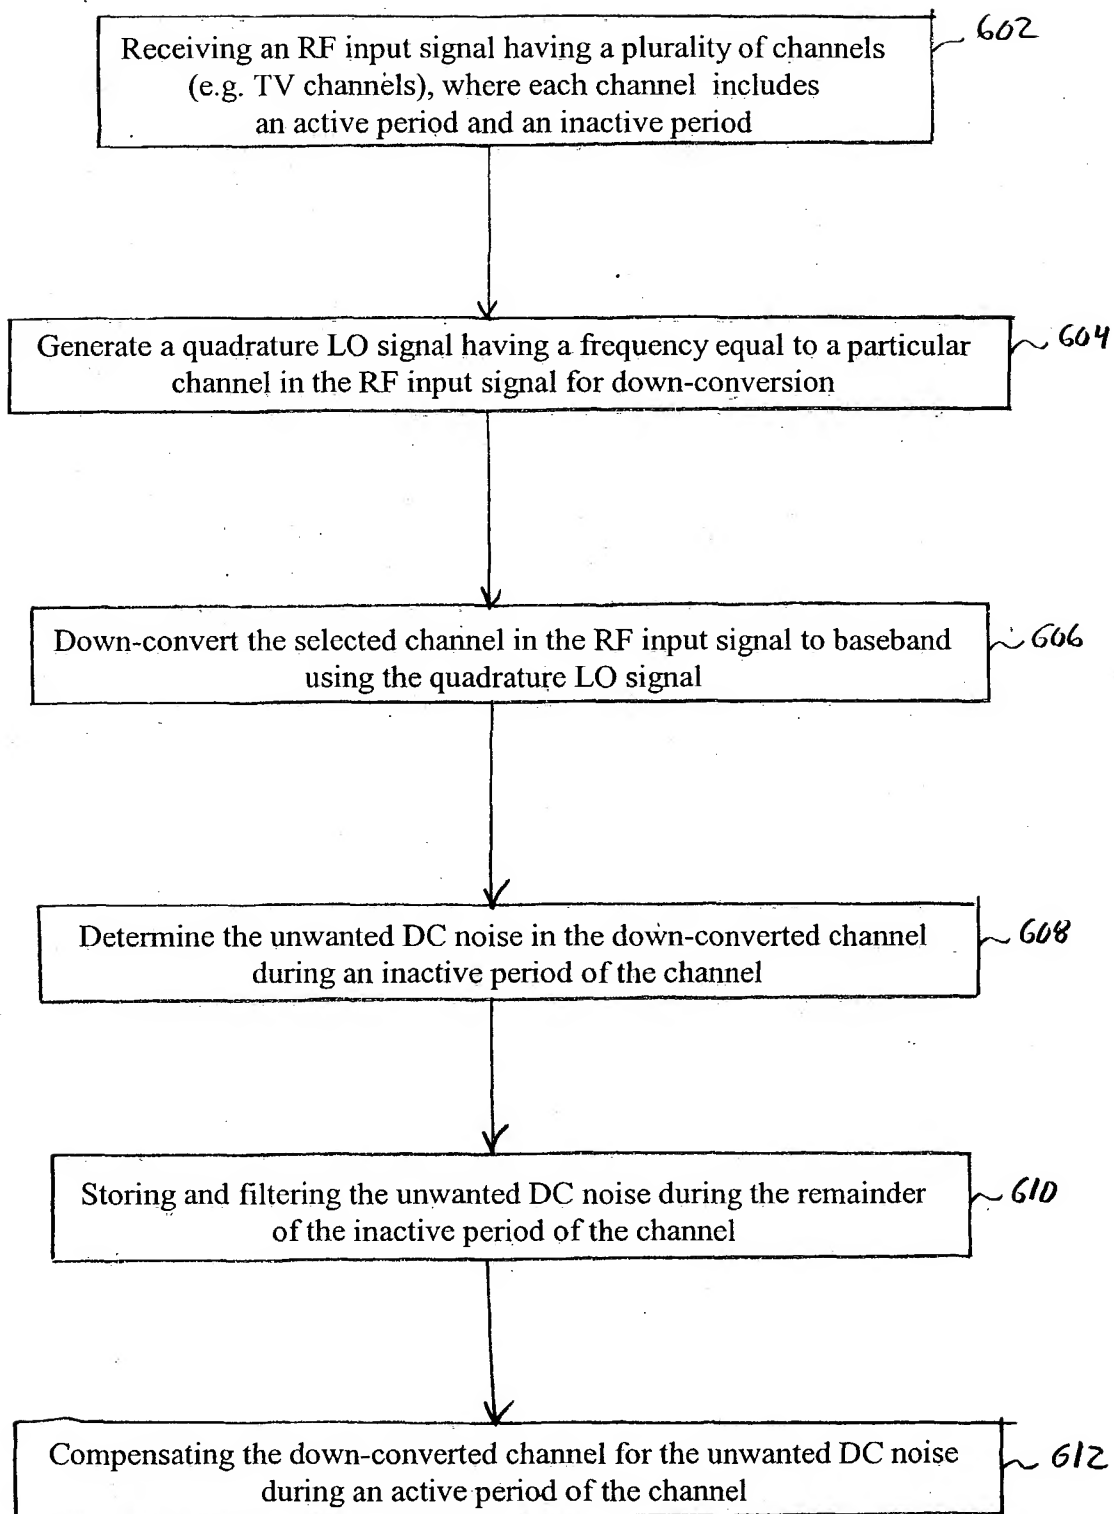 Receiving an RF input signal having a plurality of channels
(e.g. TV channels), where each channel includes
an active period and an inactive period
602
Generate a quadrature LO signal having a frequency equal to a particular
channel in the RF input signal for down-conversion
604
Down-convert the selected channel in the RF input signal to baseband
using the quadrature LO signal
606
Determine the unwanted DC noise in the down-converted channel
during an inactive period of the channel
608
Storing and filtering the unwanted DC noise during the remainder
of the inactive period of the channel
610
Compensating the down-converted channel for the unwanted DC noise
during an active period of the channel
612